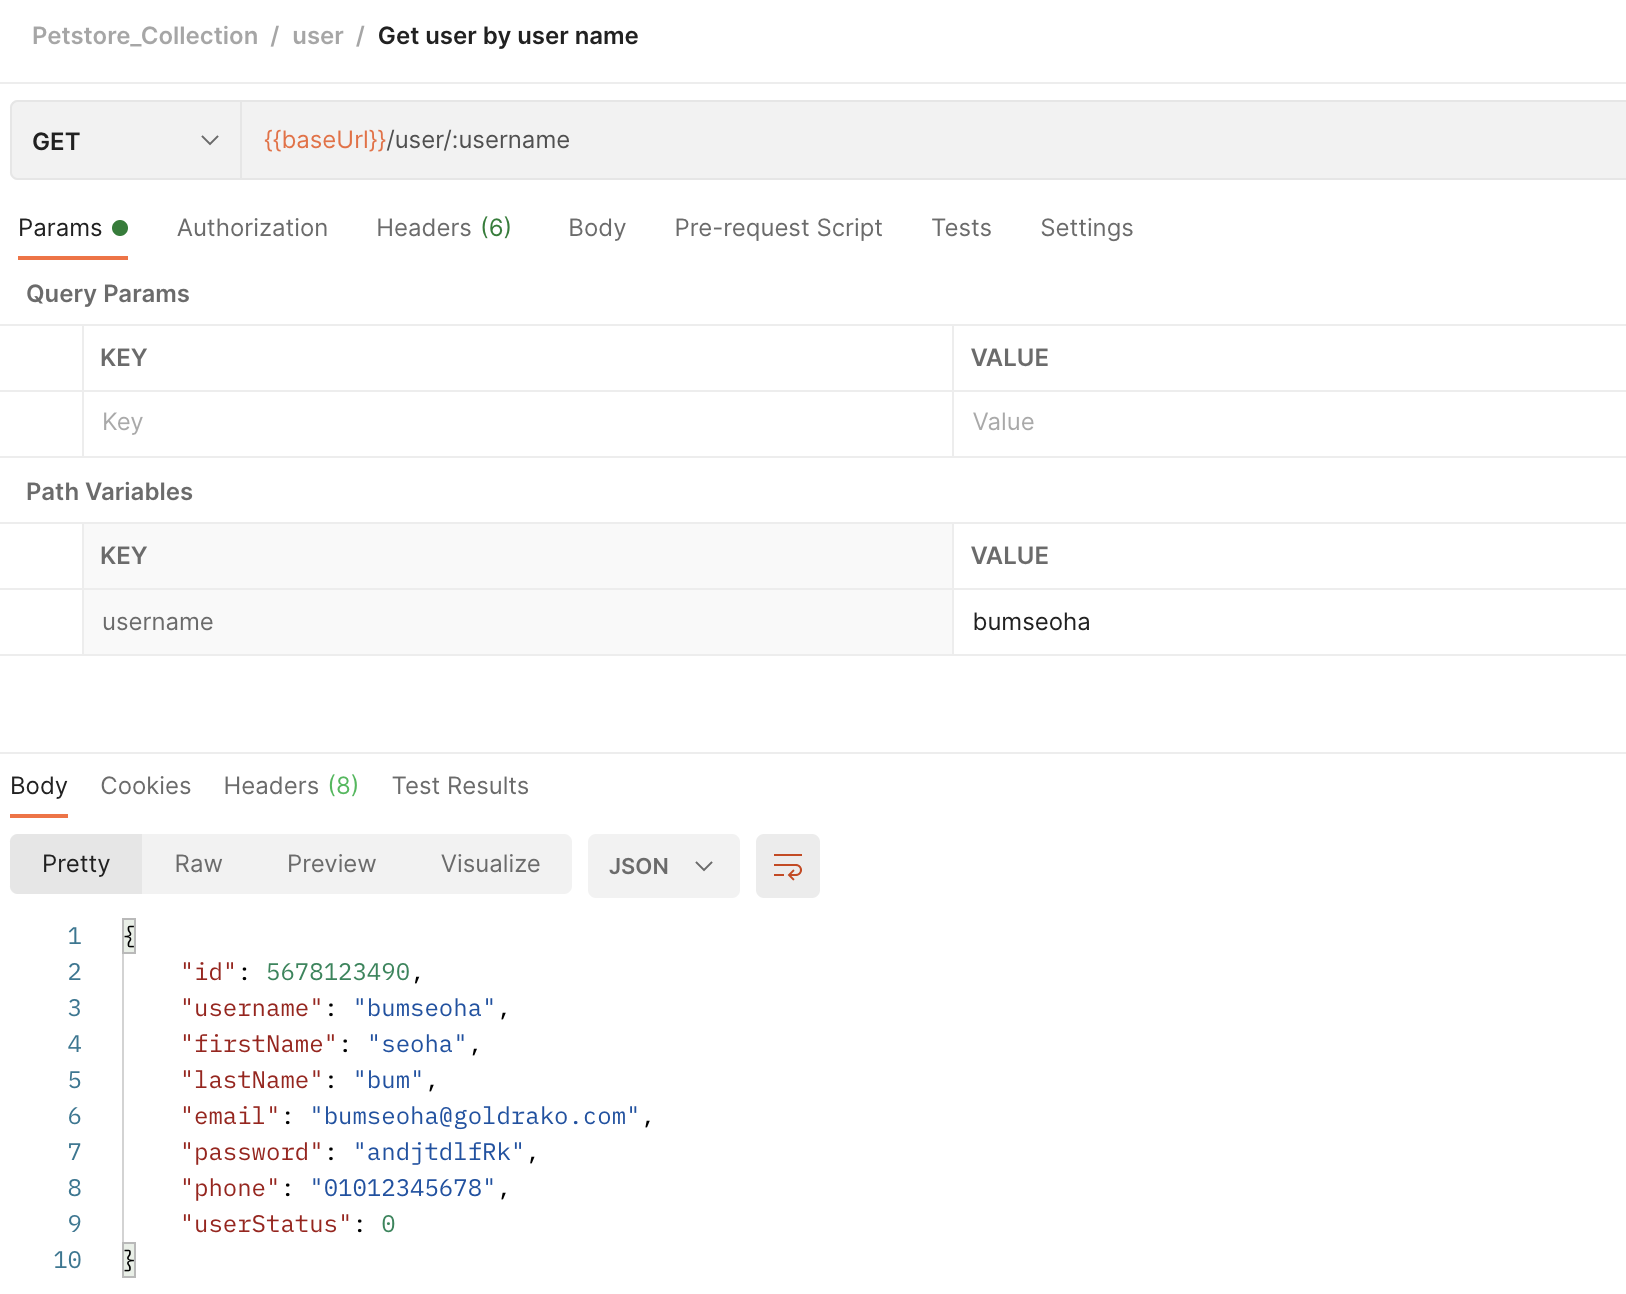 Petstore_Collection / user / Get user by user name
GET {{baseUrl}}/user/:username
Params Authorization Headers (6) Body Pre-request Script Tests Settings
Query Params
KEY VALUE
Key Value
Path Variables
KEY VALUE
username bumseoha
Body Cookies Headers (8) Test Results
Pretty Raw Preview Visualize JSON
1 {
2 "id": 5678123490,
3 "username": "bumseoha",
4 "firstName": "seoha",
5 "lastName": "bum",
6 "email": "bumseoha@goldrako.com",
7 "password": "andjtdlfRk",
8 "phone": "01012345678",
9 "userStatus": 0
10 }